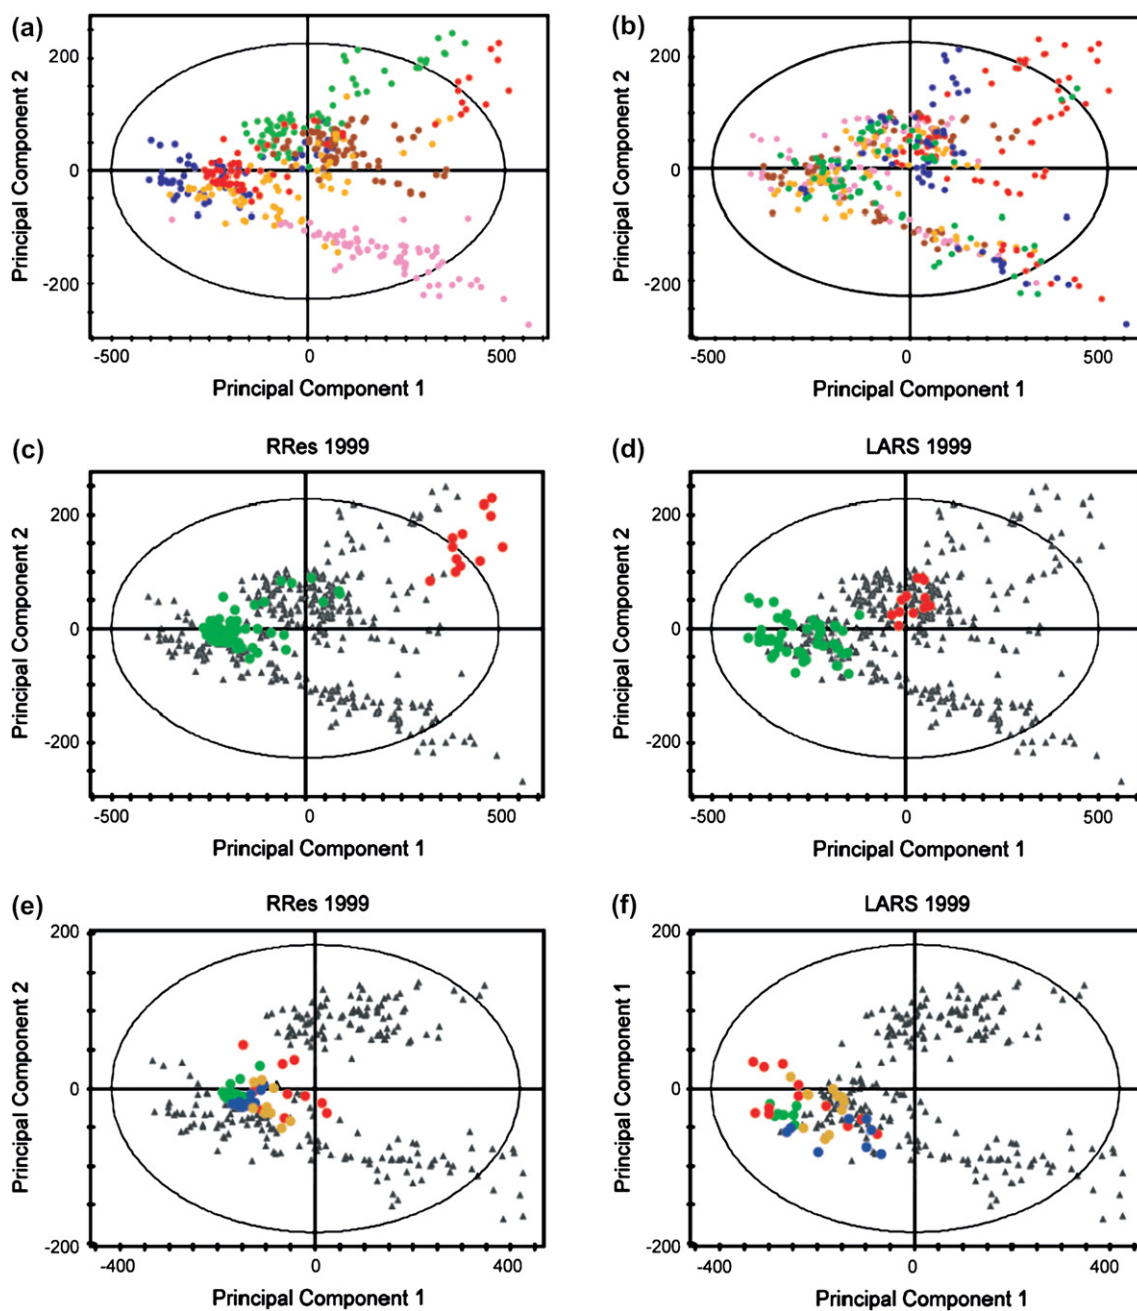 (a)
200
0
-200
Principal Component 2
-500 0 500
Principal Component 1
(b)
200
0
-200
Principal Component 2
-500 0 500
Principal Component 1
(c)
RRes 1999
200
0
-200
Principal Component 2
-500 0 500
Principal Component 1
(d)
LARS 1999
200
0
-200
Principal Component 2
-500 0 500
Principal Component 1
(e)
RRes 1999
200
0
-200
Principal Component 2
-400 0 400
Principal Component 1
(f)
LARS 1999
200
0
-200
Principal Component 1
-400 0 400
Principal Component 1